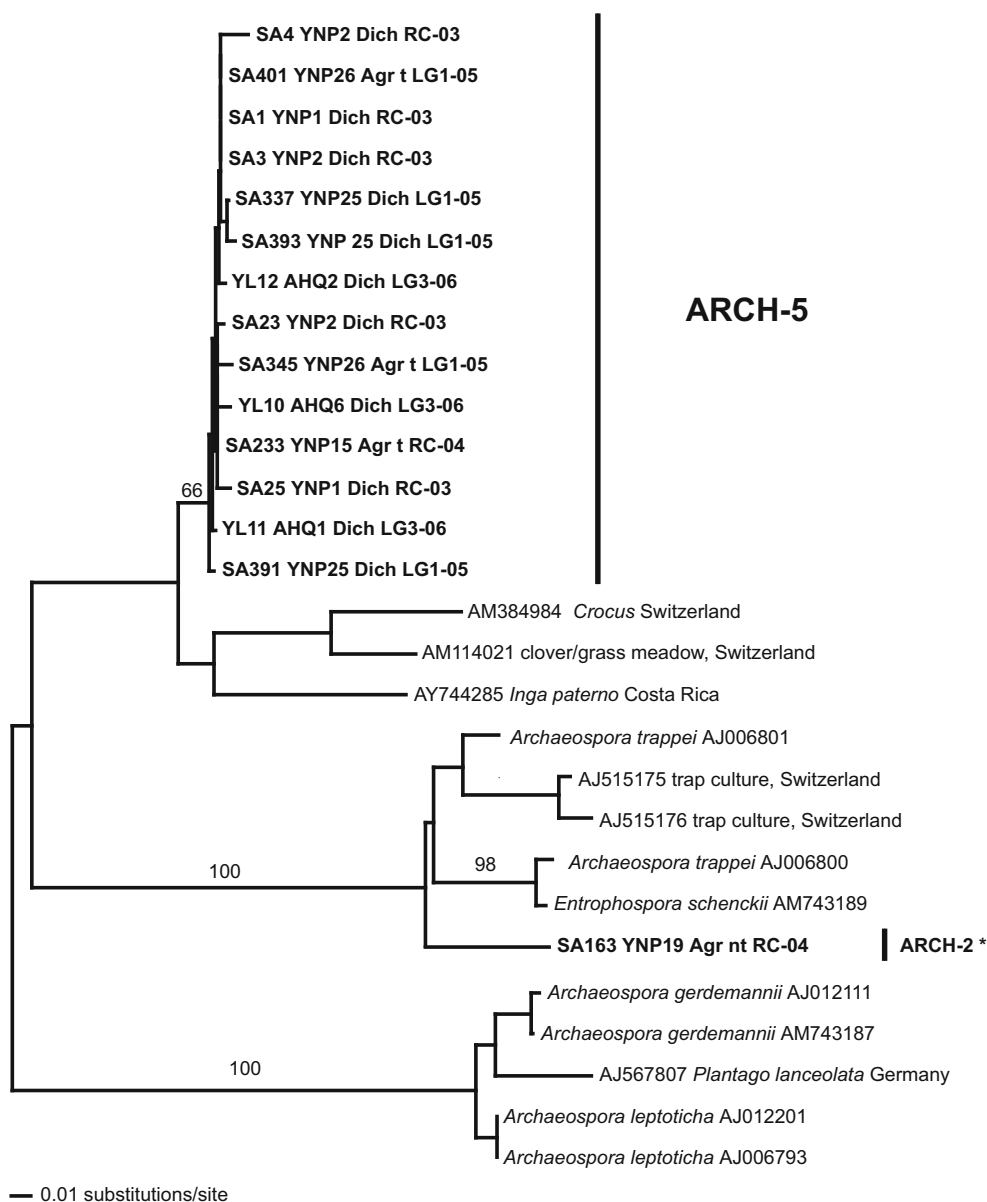 SA4 YNP2 Dich RC-03
SA401 YNP26 Agr t LG1-05
SA1 YNP1 Dich RC-03
SA3 YNP2 Dich RC-03
SA337 YNP25 Dich LG1-05
SA393 YNP 25 Dich LG1-05
YL12 AHQ2 Dich LG3-06
ARCH-5
SA23 YNP2 Dich RC-03
SA345 YNP26 Agr t LG1-05
YL10 AHQ6 Dich LG3-06
SA233 YNP15 Agr t RC-04
SA25 YNP1 Dich RC-03
66
YL11 AHQ1 Dich LG3-06
SA391 YNP25 Dich LG1-05
AM384984 Crocus Switzerland
AM114021 clover/grass meadow, Switzerland
AY744285 Inga paterno Costa Rica
Archaeospora trappei AJ006801
AJ515175 trap culture, Switzerland
AJ515176 trap culture, Switzerland
Archaeospora trappei AJ006800
98
100
Entrophospora schenckii AM743189
SA163 YNP19 Agr nt RC-04
ARCH-2 *
Archaeospora gerdemannii AJ012111
Archaeospora gerdemannii AM743187
100
AJ567807 Plantago lanceolata Germany
Archaeospora leptoticha AJ012201
Archaeospora leptoticha AJ006793
0.01 substitutions/site